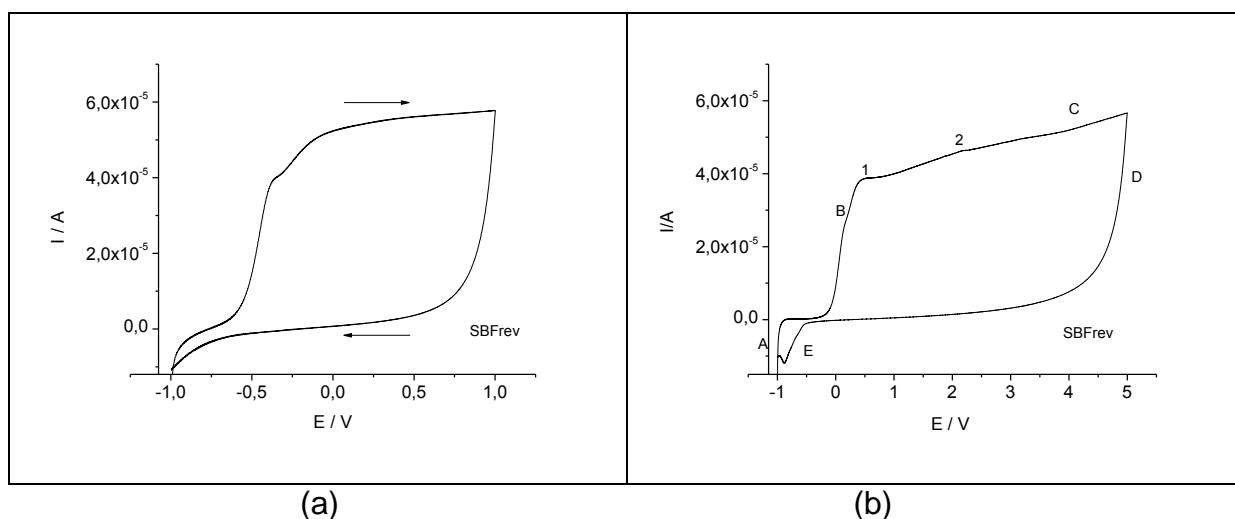 6,0x10⁻⁵
4,0x10⁻⁵
2,0x10⁻⁵
0,0
I / A
SBFrev
-1,0 -0,5 0,0 0,5 1,0
E / V
(a)
6,0x10⁻⁵
4,0x10⁻⁵
2,0x10⁻⁵
0,0
I/A
A
B
1
2
C
D
E
SBFrev
-1 0 1 2 3 4 5
E / V
(b)